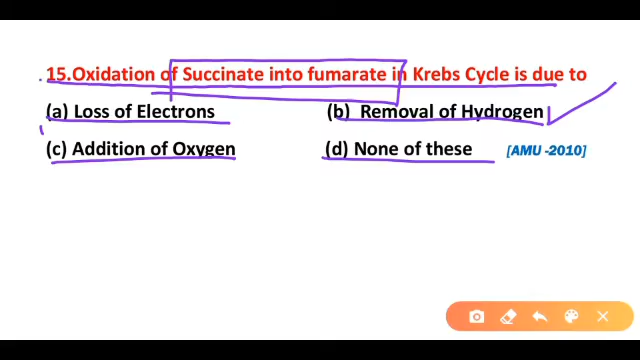 15.Oxidation of Succinate into fumarate in Krebs Cycle is due to
(a) Loss of Electrons (b) Removal of Hydrogen
(c) Addition of Oxygen (d) None of these [AMU -2010]